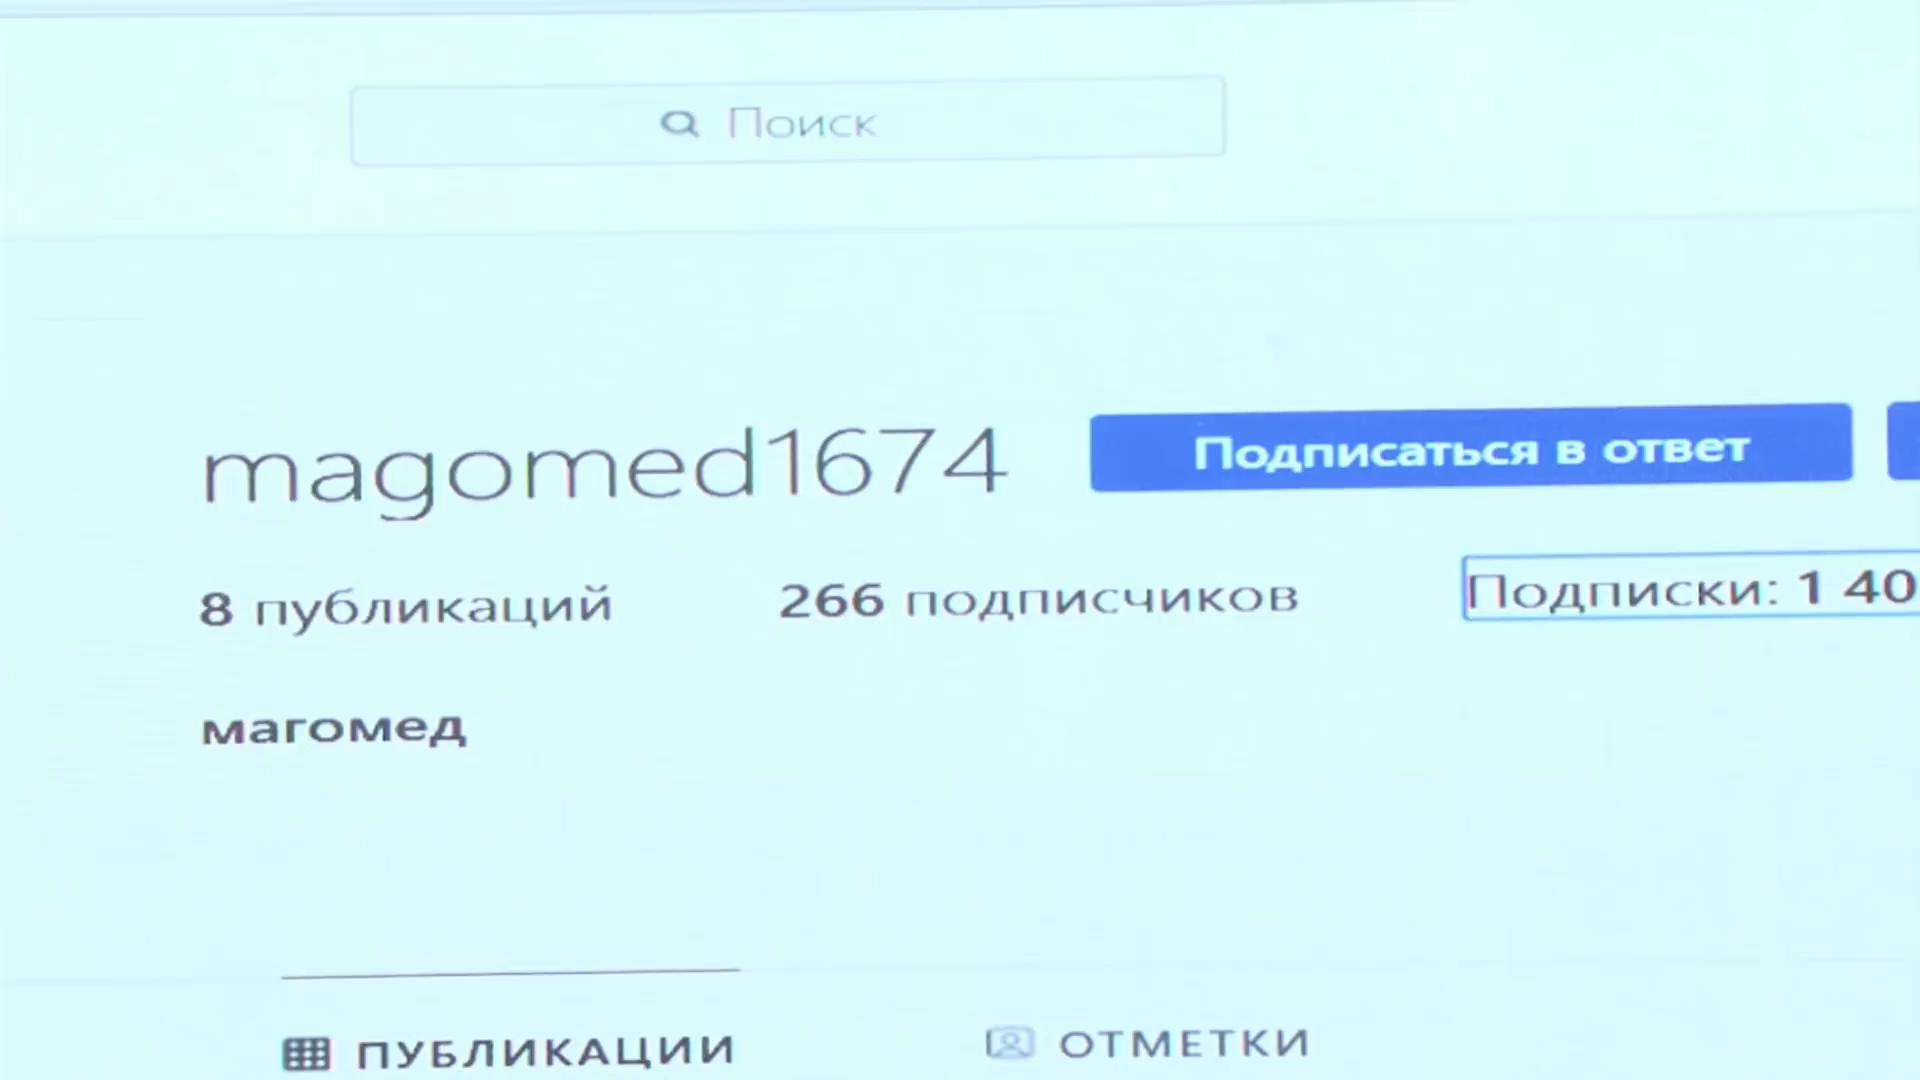 Поиск
magomed1674 Подписаться в ответ
8 публикаций 266 подписчиков Подписки: 1 40
магомед
ПУБЛИКАЦИИ ОТМЕТКИ